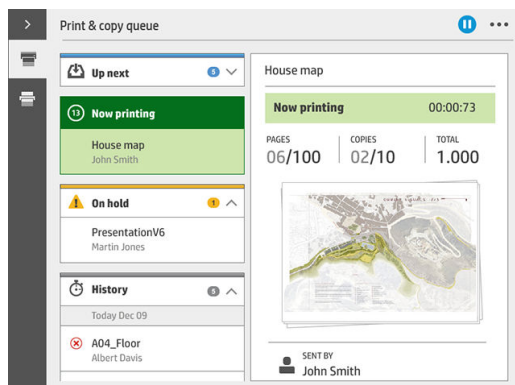 Print & copy queue
Up next
5
13
Now printing
House map
John Smith
On hold
1
PresentationV6
Martin Jones
History
5
Today Dec 09
A04_Floor
Albert Davis
House map
Now printing 00:00:73
PAGES COPIES TOTAL
06/100 02/10 1.000
SENT BY
John Smith